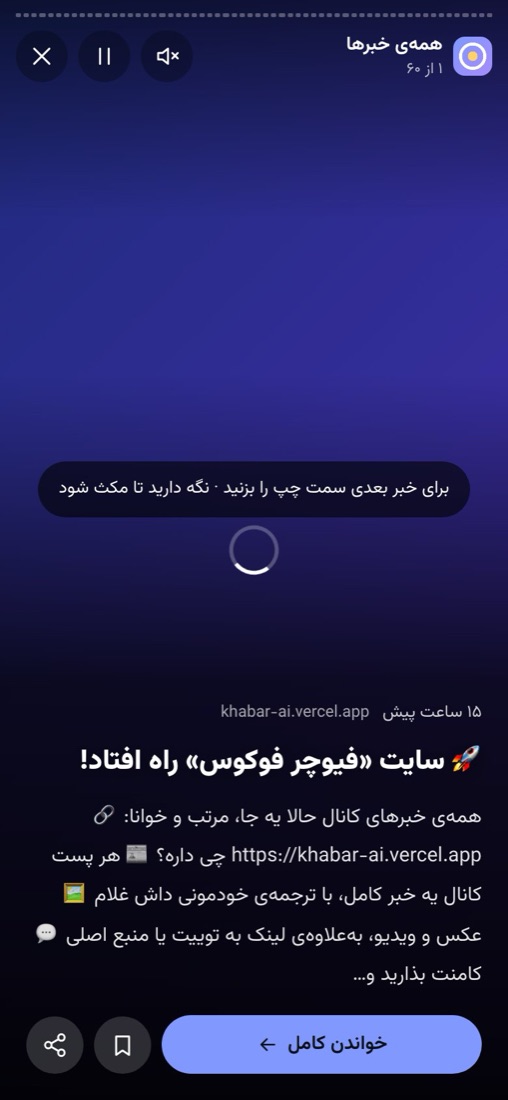 همه‌ی خبرها
۱ از ۶۰
برای خبر بعدی سمت چپ را بزنید · نگه دارید تا مکث شود
۱۵ ساعت پیش khabar-ai.vercel.app
🚀 سایت «فیوچر فوکوس» راه افتاد!
همه‌ی خبرهای کانال حالا یه جا، مرتب و خوانا: 🔗
https://khabar-ai.vercel.app چی داره؟ 📰 هر پست
کانال یه خبر کامل، با ترجمه‌ی خودمونی داش غلام 🖼️
عکس و ویدیو، به‌علاوه‌ی لینک به توییت یا منبع اصلی 💬
کامنت بذارید و…
خواندن کامل ←